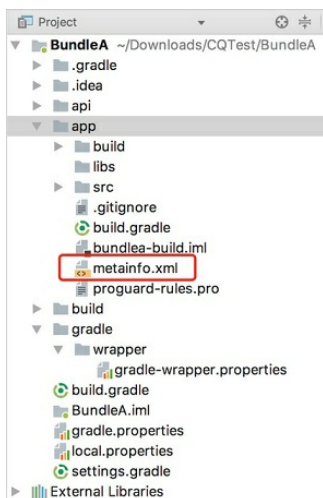 Project
BundleA ~/Downloads/CQTest/BundleA
.gradle
.idea
api
app
build
libs
src
.gitignore
build.gradle
bundlea-build.iml
metainfo.xml
proguard-rules.pro
build
gradle
wrapper
gradle-wrapper.properties
build.gradle
BundleA.iml
gradle.properties
local.properties
settings.gradle
External Libraries